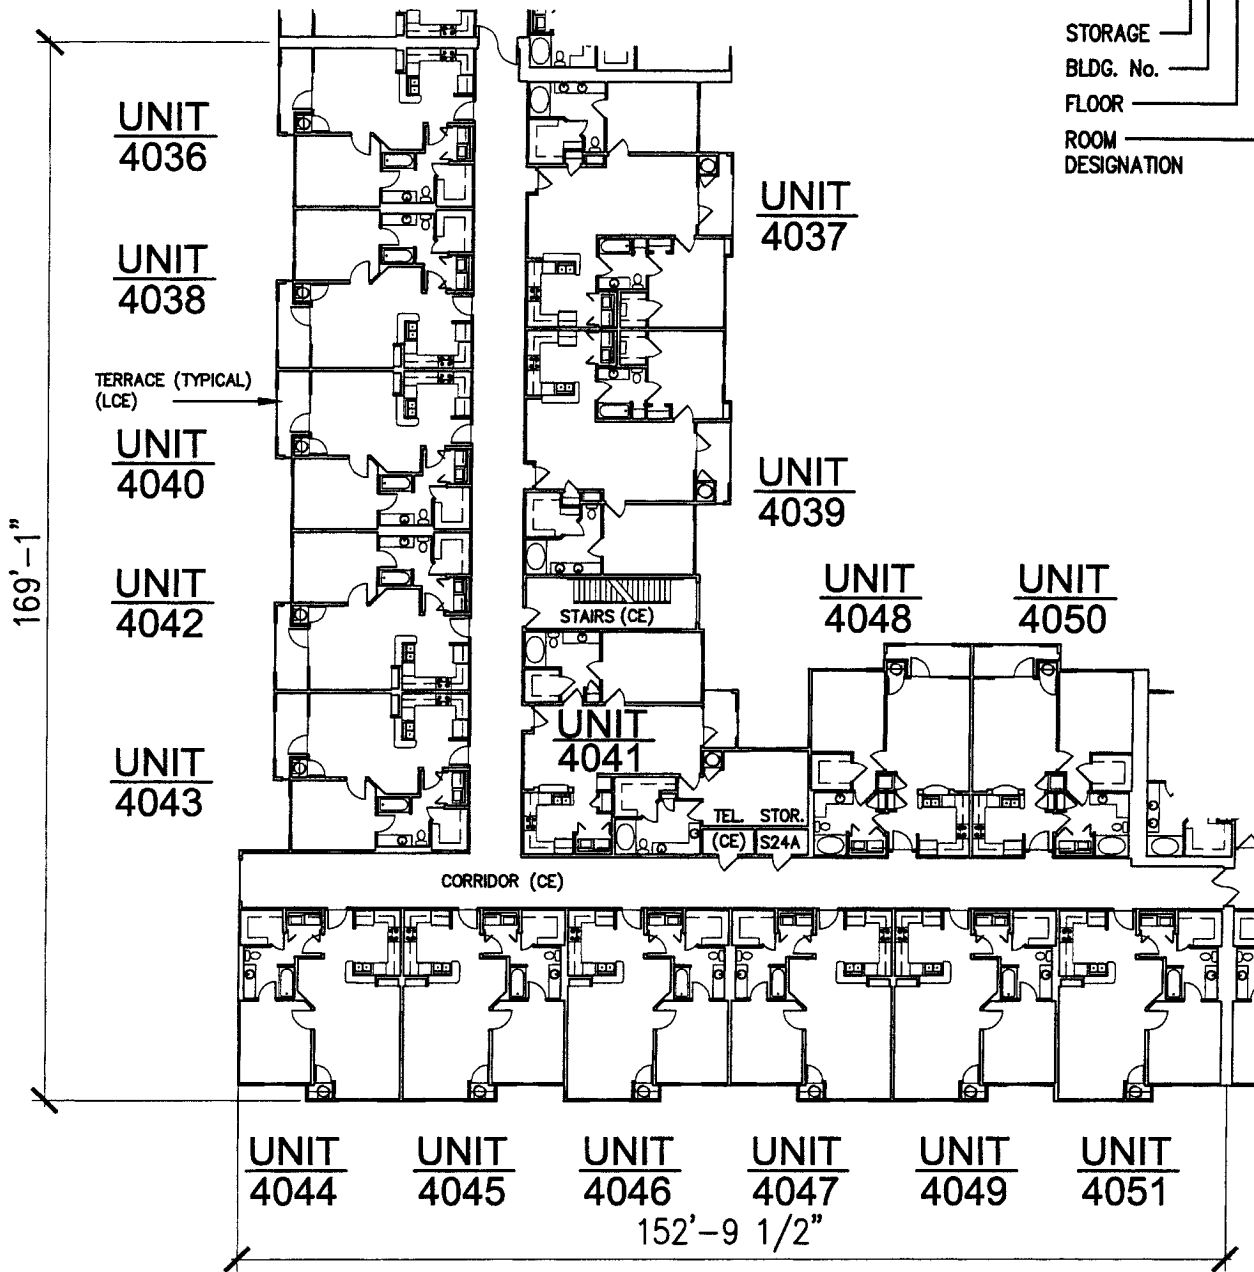 STORAGE
BLDG. No.
FLOOR
ROOM
DESIGNATION
UNIT
4036
UNIT
4037
UNIT
4038
TERRACE (TYPICAL)
(LCE)
UNIT
4040
UNIT
4039
169'-1"
UNIT
4042
STAIRS (CE)
UNIT
4048
UNIT
4050
UNIT
4041
UNIT
4043
TEL. STOR.
(CE) S24A
CORRIDOR (CE)
UNIT
4044
UNIT
4045
UNIT
4046
UNIT
4047
UNIT
4049
UNIT
4051
152'-9 1/2"